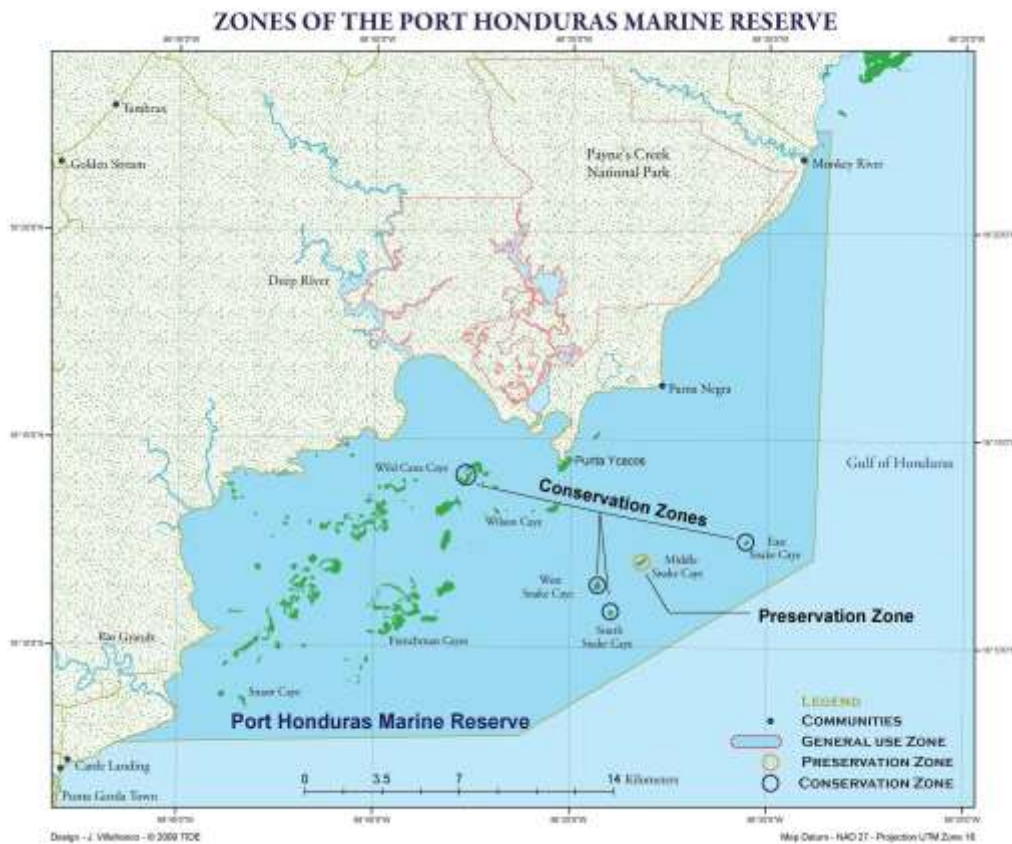 ZONES OF THE PORT HONDURAS MARINE RESERVE
Tambran
Golden Stream
Payne's Creek
National Park
Monkey River
Deep River
Punta Negra
Punta Ycacos
Gulf of Honduras
Wild Cane Caye
Conservation Zones
Wilson Caye
East
Snake Caye
Middle
Snake Caye
West
Snake Caye
Preservation Zone
South
Snake Caye
Rio Grande
Frenchman Cayes
Snake Caye
Port Honduras Marine Reserve
LEGEND
COMMUNITIES
GENERAL USE ZONE
PRESERVATION ZONE
CONSERVATION ZONE
0 3.5 7 14 Kilometers
Cattle Landing
Punta Gorda Town
Design - J. Villafranco - © 2009 TIDE
Map Datum - NAD 27 - Projection UTM Zone 16